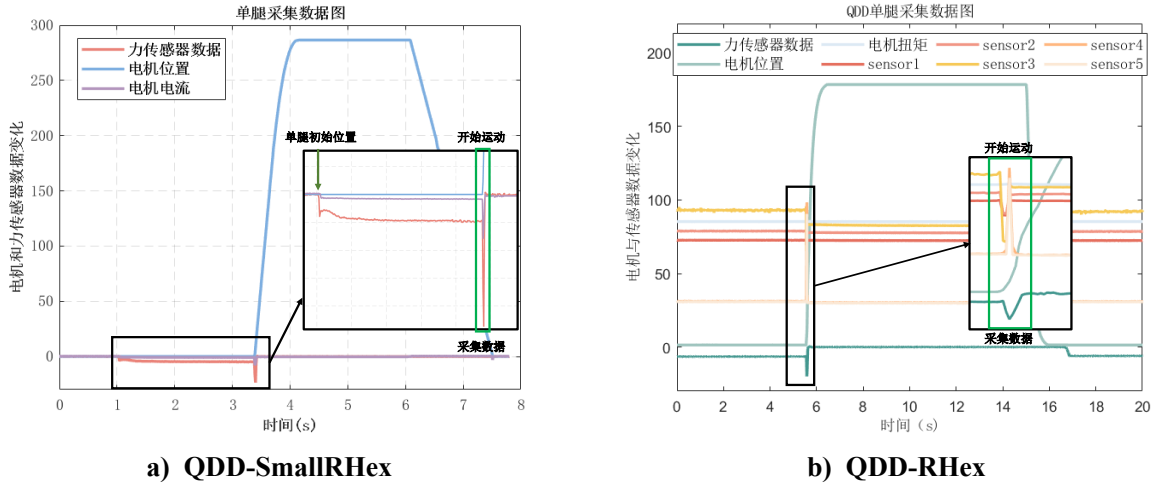 单腿采集数据图
300
250
200
150
100
50
0
电机和力传感器数据变化
力传感器数据
电机位置
电机电流
单腿初始位置
开始运动
采集数据
0 1 2 3 4 5 6 7 8
时间(s)
a) QDD-SmallRHex
QDD单腿采集数据图
200
150
100
50
0
电机与传感器数据变化
力传感器数据 电机扭矩 sensor2 sensor4
电机位置 sensor1 sensor3 sensor5
开始运动
采集数据
0 2 4 6 8 10 12 14 16 18 20
时间（s）
b) QDD-RHex